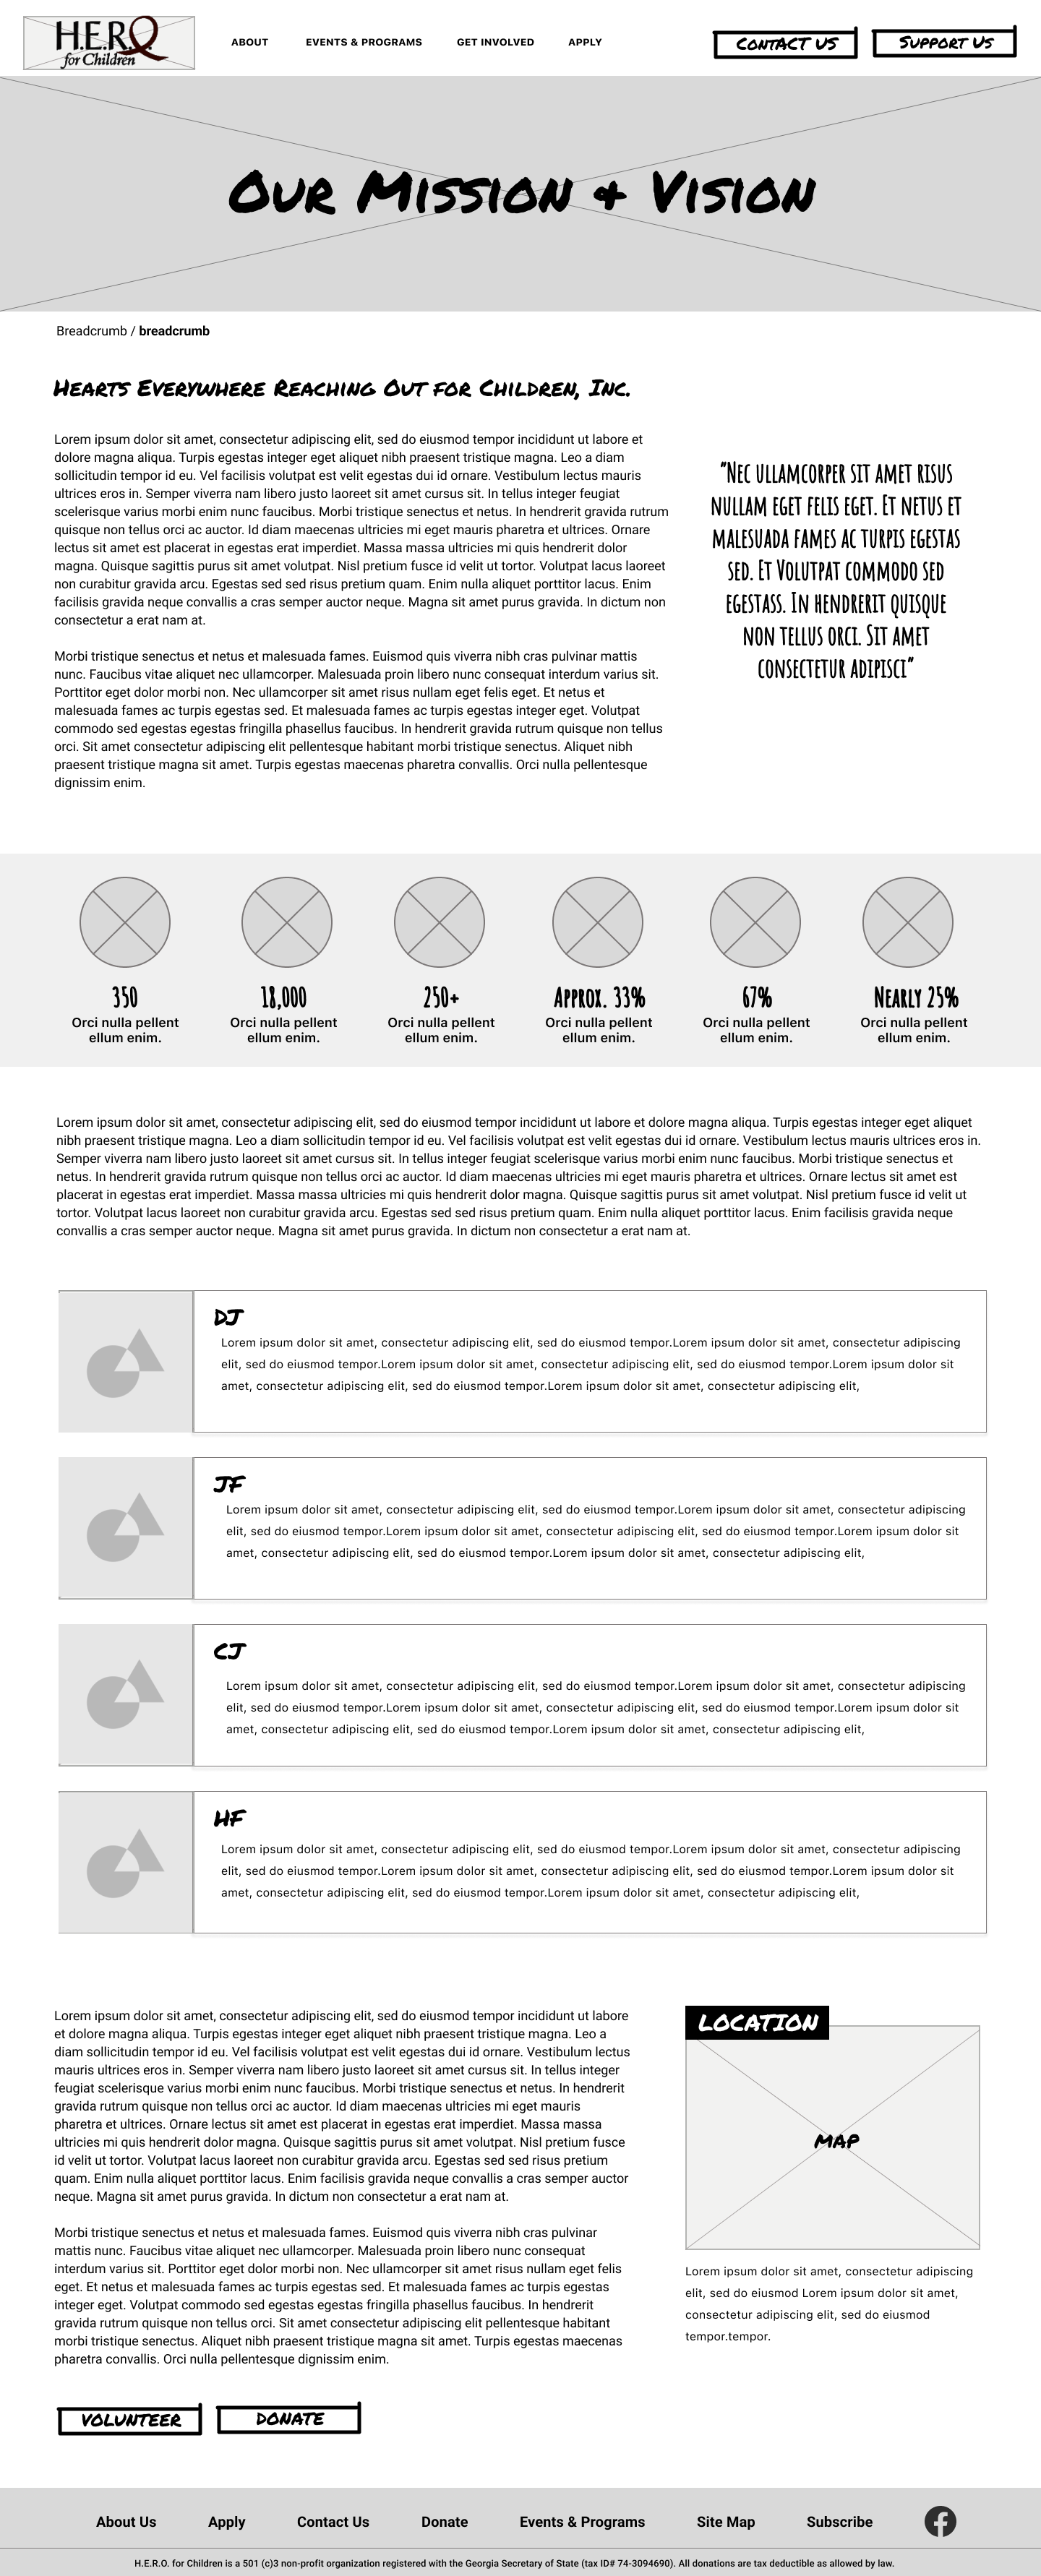 H.E.R.O
for Children
ABOUT
EVENTS & PROGRAMS
GET INVOLVED
APPLY
CONTACT US
SUPPORT US
OUR MISSION & VISION
Breadcrumb / breadcrumb
HEARTS EVERYWHERE REACHING OUT FOR CHILDREN, INC.
Lorem ipsum dolor sit amet, consectetur adipiscing elit, sed do eiusmod tempor incididunt ut labore et
dolore magna aliqua. Turpis egestas integer eget aliquet nibh praesent tristique magna. Leo a diam
sollicitudin tempor id eu. Vel facilisis volutpat est velit egestas dui id ornare. Vestibulum lectus mauris
ultrices eros in. Semper viverra nam libero justo laoreet sit amet cursus sit. In tellus integer feugiat
scelerisque varius morbi enim nunc faucibus. Morbi tristique senectus et netus. In hendrerit gravida rutrum
quisque non tellus orci ac auctor. Id diam maecenas ultricies mi eget mauris pharetra et ultrices. Ornare
lectus sit amet est placerat in egestas erat imperdiet. Massa massa ultricies mi quis hendrerit dolor
magna. Quisque sagittis purus sit amet volutpat. Nisl pretium fusce id velit ut tortor. Volutpat lacus laoreet
non curabitur gravida arcu. Egestas sed sed risus pretium quam. Enim nulla aliquet porttitor lacus. Enim
facilisis gravida neque convallis a cras semper auctor neque. Magna sit amet purus gravida. In dictum non
consectetur a erat nam at.
Morbi tristique senectus et netus et malesuada fames. Euismod quis viverra nibh cras pulvinar mattis
nunc. Faucibus vitae aliquet nec ullamcorper. Malesuada proin libero nunc consequat interdum varius sit.
Porttitor eget dolor morbi non. Nec ullamcorper sit amet risus nullam eget felis eget. Et netus et
malesuada fames ac turpis egestas sed. Et malesuada fames ac turpis egestas integer eget. Volutpat
commodo sed egestas egestas fringilla phasellus faucibus. In hendrerit gravida rutrum quisque non tellus
orci. Sit amet consectetur adipiscing elit pellentesque habitant morbi tristique senectus. Aliquet nibh
praesent tristique magna sit amet. Turpis egestas maecenas pharetra convallis. Orci nulla pellentesque
dignissim enim.
"NEC ULLAMCORPER SIT AMET RISUS
NULLAM EGET FELIS EGET. ET NETUS ET
MALESUADA FAMES AC TURPIS EGESTAS
SED. ET VOLUTPAT COMMODO SED
EGESTASS. IN HENDRERIT QUISQUE
NON TELLUS ORCI. SIT AMET
CONSECTETUR ADIPISCI"
350
Orci nulla pellent
ellum enim.
18,000
Orci nulla pellent
ellum enim.
250+
Orci nulla pellent
ellum enim.
APPROX. 33%
Orci nulla pellent
ellum enim.
67%
Orci nulla pellent
ellum enim.
NEARLY 25%
Orci nulla pellent
ellum enim.
Lorem ipsum dolor sit amet, consectetur adipiscing elit, sed do eiusmod tempor incididunt ut labore et dolore magna aliqua. Turpis egestas integer eget aliquet
nibh praesent tristique magna. Leo a diam sollicitudin tempor id eu. Vel facilisis volutpat est velit egestas dui id ornare. Vestibulum lectus mauris ultrices eros in.
Semper viverra nam libero justo laoreet sit amet cursus sit. In tellus integer feugiat scelerisque varius morbi enim nunc faucibus. Morbi tristique senectus et
netus. In hendrerit gravida rutrum quisque non tellus orci ac auctor. Id diam maecenas ultricies mi eget mauris pharetra et ultrices. Ornare lectus sit amet est
placerat in egestas erat imperdiet. Massa massa ultricies mi quis hendrerit dolor magna. Quisque sagittis purus sit amet volutpat. Nisl pretium fusce id velit ut
tortor. Volutpat lacus laoreet non curabitur gravida arcu. Egestas sed sed risus pretium quam. Enim nulla aliquet porttitor lacus. Enim facilisis gravida neque
convallis a cras semper auctor neque. Magna sit amet purus gravida. In dictum non consectetur a erat nam at.
DJ
Lorem ipsum dolor sit amet, consectetur adipiscing elit, sed do eiusmod tempor.Lorem ipsum dolor sit amet, consectetur adipiscing
elit, sed do eiusmod tempor.Lorem ipsum dolor sit amet, consectetur adipiscing elit, sed do eiusmod tempor.Lorem ipsum dolor sit
amet, consectetur adipiscing elit, sed do eiusmod tempor.Lorem ipsum dolor sit amet, consectetur adipiscing elit,
JF
Lorem ipsum dolor sit amet, consectetur adipiscing elit, sed do eiusmod tempor.Lorem ipsum dolor sit amet, consectetur adipiscing
elit, sed do eiusmod tempor.Lorem ipsum dolor sit amet, consectetur adipiscing elit, sed do eiusmod tempor.Lorem ipsum dolor sit
amet, consectetur adipiscing elit, sed do eiusmod tempor.Lorem ipsum dolor sit amet, consectetur adipiscing elit,
CJ
Lorem ipsum dolor sit amet, consectetur adipiscing elit, sed do eiusmod tempor.Lorem ipsum dolor sit amet, consectetur adipiscing
elit, sed do eiusmod tempor.Lorem ipsum dolor sit amet, consectetur adipiscing elit, sed do eiusmod tempor.Lorem ipsum dolor sit
amet, consectetur adipiscing elit, sed do eiusmod tempor.Lorem ipsum dolor sit amet, consectetur adipiscing elit,
HF
Lorem ipsum dolor sit amet, consectetur adipiscing elit, sed do eiusmod tempor.Lorem ipsum dolor sit amet, consectetur adipiscing
elit, sed do eiusmod tempor.Lorem ipsum dolor sit amet, consectetur adipiscing elit, sed do eiusmod tempor.Lorem ipsum dolor sit
amet, consectetur adipiscing elit, sed do eiusmod tempor.Lorem ipsum dolor sit amet, consectetur adipiscing elit,
Lorem ipsum dolor sit amet, consectetur adipiscing elit, sed do eiusmod tempor incididunt ut labore
et dolore magna aliqua. Turpis egestas integer eget aliquet nibh praesent tristique magna. Leo a
diam sollicitudin tempor id eu. Vel facilisis volutpat est velit egestas dui id ornare. Vestibulum lectus
mauris ultrices eros in. Semper viverra nam libero justo laoreet sit amet cursus sit. In tellus integer
feugiat scelerisque varius morbi enim nunc faucibus. Morbi tristique senectus et netus. In hendrerit
gravida rutrum quisque non tellus orci ac auctor. Id diam maecenas ultricies mi eget mauris
pharetra et ultrices. Ornare lectus sit amet est placerat in egestas erat imperdiet. Massa massa
ultricies mi quis hendrerit dolor magna. Quisque sagittis purus sit amet volutpat. Nisl pretium fusce
id velit ut tortor. Volutpat lacus laoreet non curabitur gravida arcu. Egestas sed sed risus pretium
quam. Enim nulla aliquet porttitor lacus. Enim facilisis gravida neque convallis a cras semper auctor
neque. Magna sit amet purus gravida. In dictum non consectetur a erat nam at.
Morbi tristique senectus et netus et malesuada fames. Euismod quis viverra nibh cras pulvinar
mattis nunc. Faucibus vitae aliquet nec ullamcorper. Malesuada proin libero nunc consequat
interdum varius sit. Porttitor eget dolor morbi non. Nec ullamcorper sit amet risus nullam eget felis
eget. Et netus et malesuada fames ac turpis egestas sed. Et malesuada fames ac turpis egestas
integer eget. Volutpat commodo sed egestas egestas fringilla phasellus faucibus. In hendrerit
gravida rutrum quisque non tellus orci. Sit amet consectetur adipiscing elit pellentesque habitant
morbi tristique senectus. Aliquet nibh praesent tristique magna sit amet. Turpis egestas maecenas
pharetra convallis. Orci nulla pellentesque dignissim enim.
LOCATION
MAP
Lorem ipsum dolor sit amet, consectetur adipiscing
elit, sed do eiusmod Lorem ipsum dolor sit amet,
consectetur adipiscing elit, sed do eiusmod
tempor.tempor.
VOLUNTEER
DONATE
About Us
Apply
Contact Us
Donate
Events & Programs
Site Map
Subscribe
H.E.R.O. for Children is a 501 (c)3 non-profit organization registered with the Georgia Secretary of State (tax ID# 74-3094690). All donations are tax deductible as allowed by law.